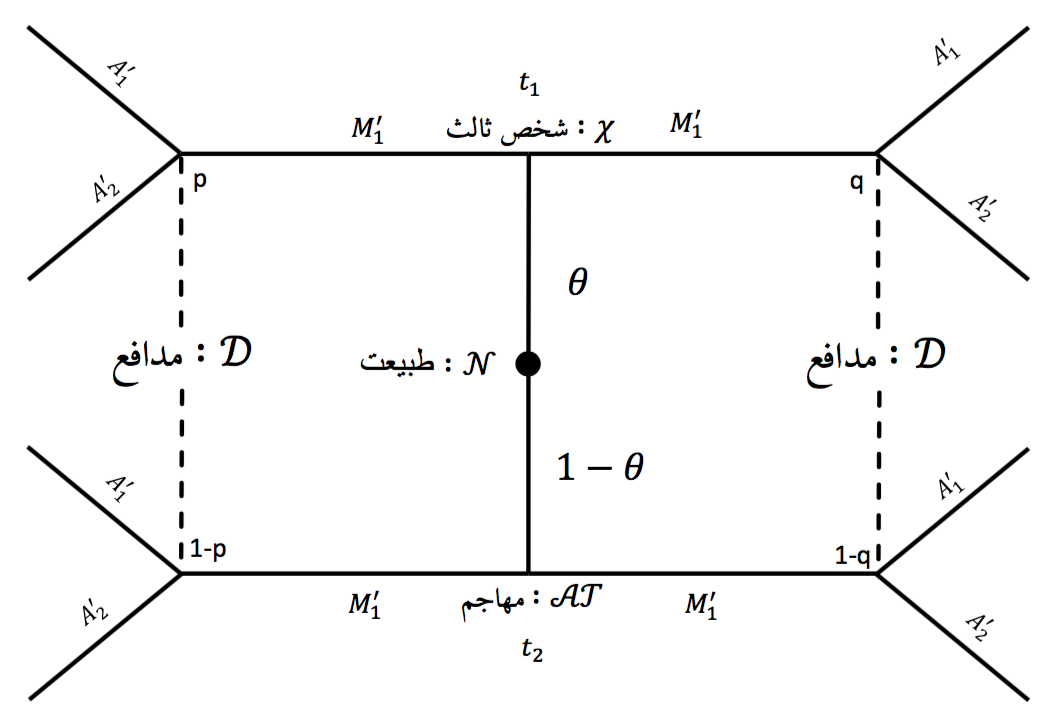 A′₁
A′₁
t₁
M′₁
شخص ثالث : χ
M′₁
A′₂
p
q
A′₂
θ
مدافع : 𝒟
طبيعت : 𝒩
مدافع : 𝒟
1 − θ
A′₁
A′₁
1-p
1-q
M′₁
مهاجم : 𝒜𝒯
M′₁
A′₂
A′₂
t₂